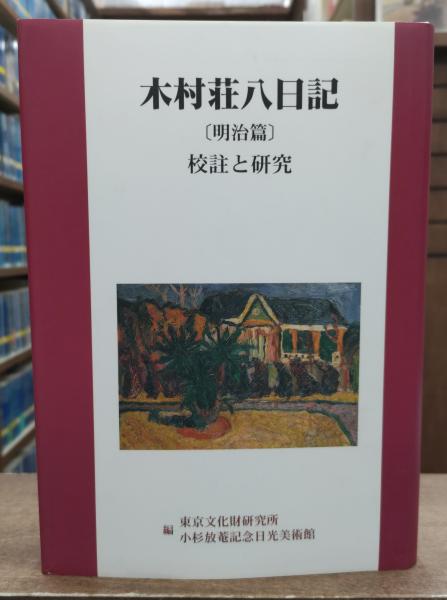 木村荘八日記
〔明治篇〕
校註と研究
編
東京文化財研究所
小杉放菴記念日光美術館